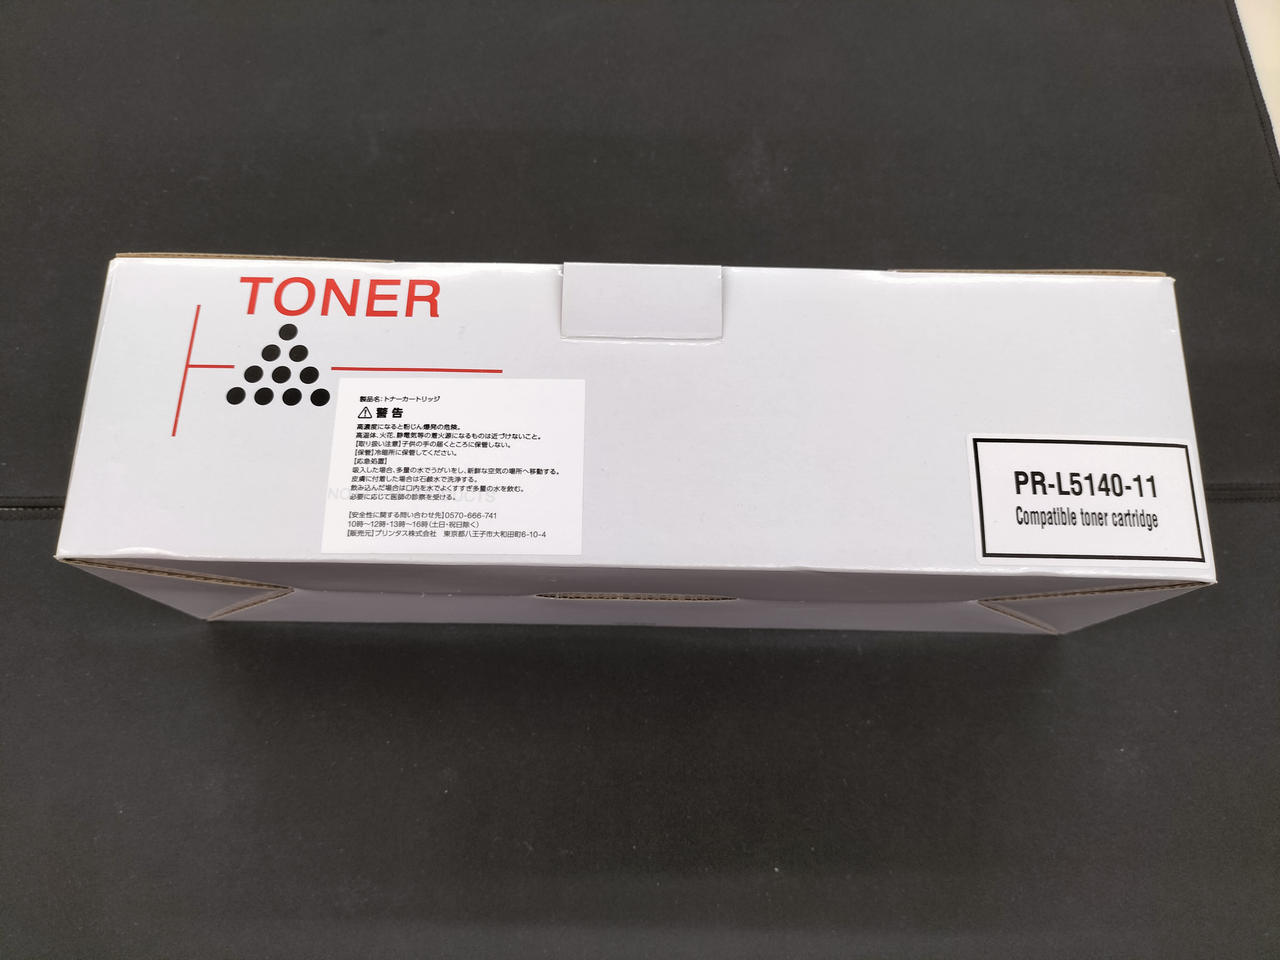 TONER
製品名:トナーカートリッジ
警告
高濃度になると粉じん爆発の危険。
高温体、火花、静電気等の着火源になるものは近づけないこと。
【取り扱い注意】子供の手の届くところに保管しない。
【保管】冷暗所に保管してください。
【応急処置】
吸入した場合、多量の水でうがいをし、新鮮な空気の場所へ移動する。
皮膚に付着した場合は石鹸水で洗浄する。
飲み込んだ場合は口内を水でよくすすぎ多量の水を飲む。
必要に応じて医師の診察を受ける。
【安全性に関する問い合わせ先】0570-666-741
10時～12時・13時～16時（土日・祝日除く）
【販売元】プリンタス株式会社 東京都八王子市大和田町6-10-4
PR-L5140-11
Compatible toner cartridge